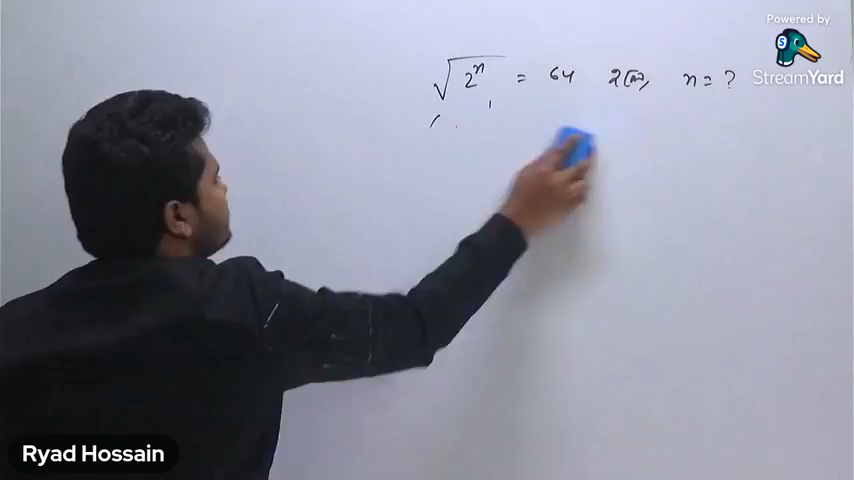 Powered by
StreamYard
√2ⁿ = 64 হলে, n = ?
Ryad Hossain